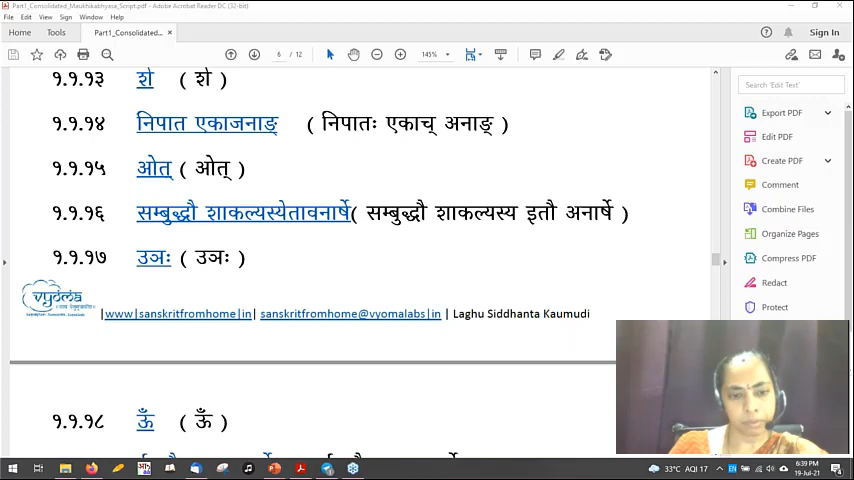 Part1_Consolidated_Maukhikabhyasa_Script.pdf - Adobe Acrobat Reader DC (32-bit)
File Edit View Sign Window Help
Home Tools Part1_Consolidated... × Sign In
6 / 12 145%
१.१.१३ शे ( शे )
१.१.१४ निपात एकाजनाङ् ( निपातः एकाच् अनाङ् )
१.१.१५ ओत् ( ओत् )
१.१.१६ सम्बुद्धौ शाकल्यस्येतावनार्षे ( सम्बुद्धौ शाकल्यस्य इतौ अनार्षे )
१.१.१७ उञः ( उञः )
vyoma
|www|sanskritfromhome|in| sanskritfromhome@vyomalabs|in | Laghu Siddhanta Kaumudi
१.१.१८ ऊँ ( ऊँ )
Search 'Edit Text'
Export PDF
Edit PDF
Create PDF
Comment
Combine Files
Organize Pages
Compress PDF
Redact
Protect
33°C AQI 17 6:39 PM
19-Jul-21